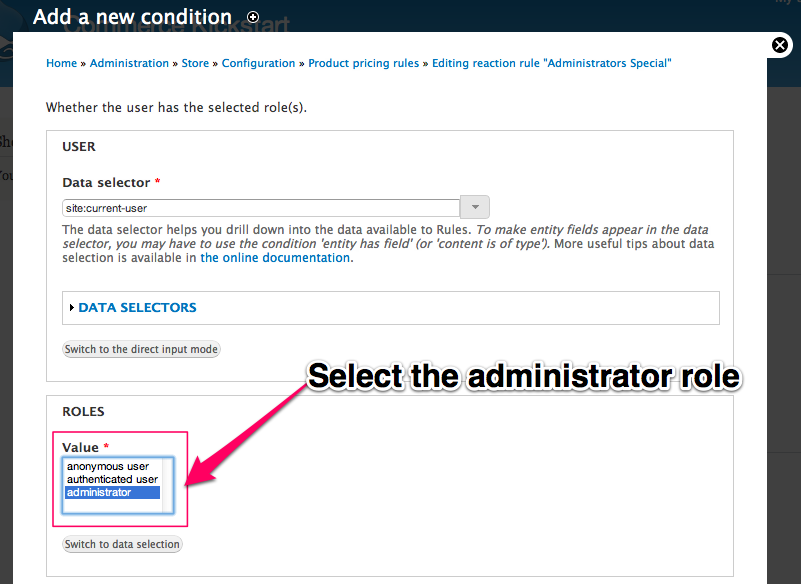 Add a new condition
Commerce Kickstart
Home » Administration » Store » Configuration » Product pricing rules » Editing reaction rule "Administrators Special"
Whether the user has the selected role(s).
USER
Data selector *
site:current-user
The data selector helps you drill down into the data available to Rules. To make entity fields appear in the data
selector, you may have to use the condition 'entity has field' (or 'content is of type'). More useful tips about data
selection is available in the online documentation.
DATA SELECTORS
Switch to the direct input mode
Select the administrator role
ROLES
Value *
anonymous user
authenticated user
administrator
Switch to data selection